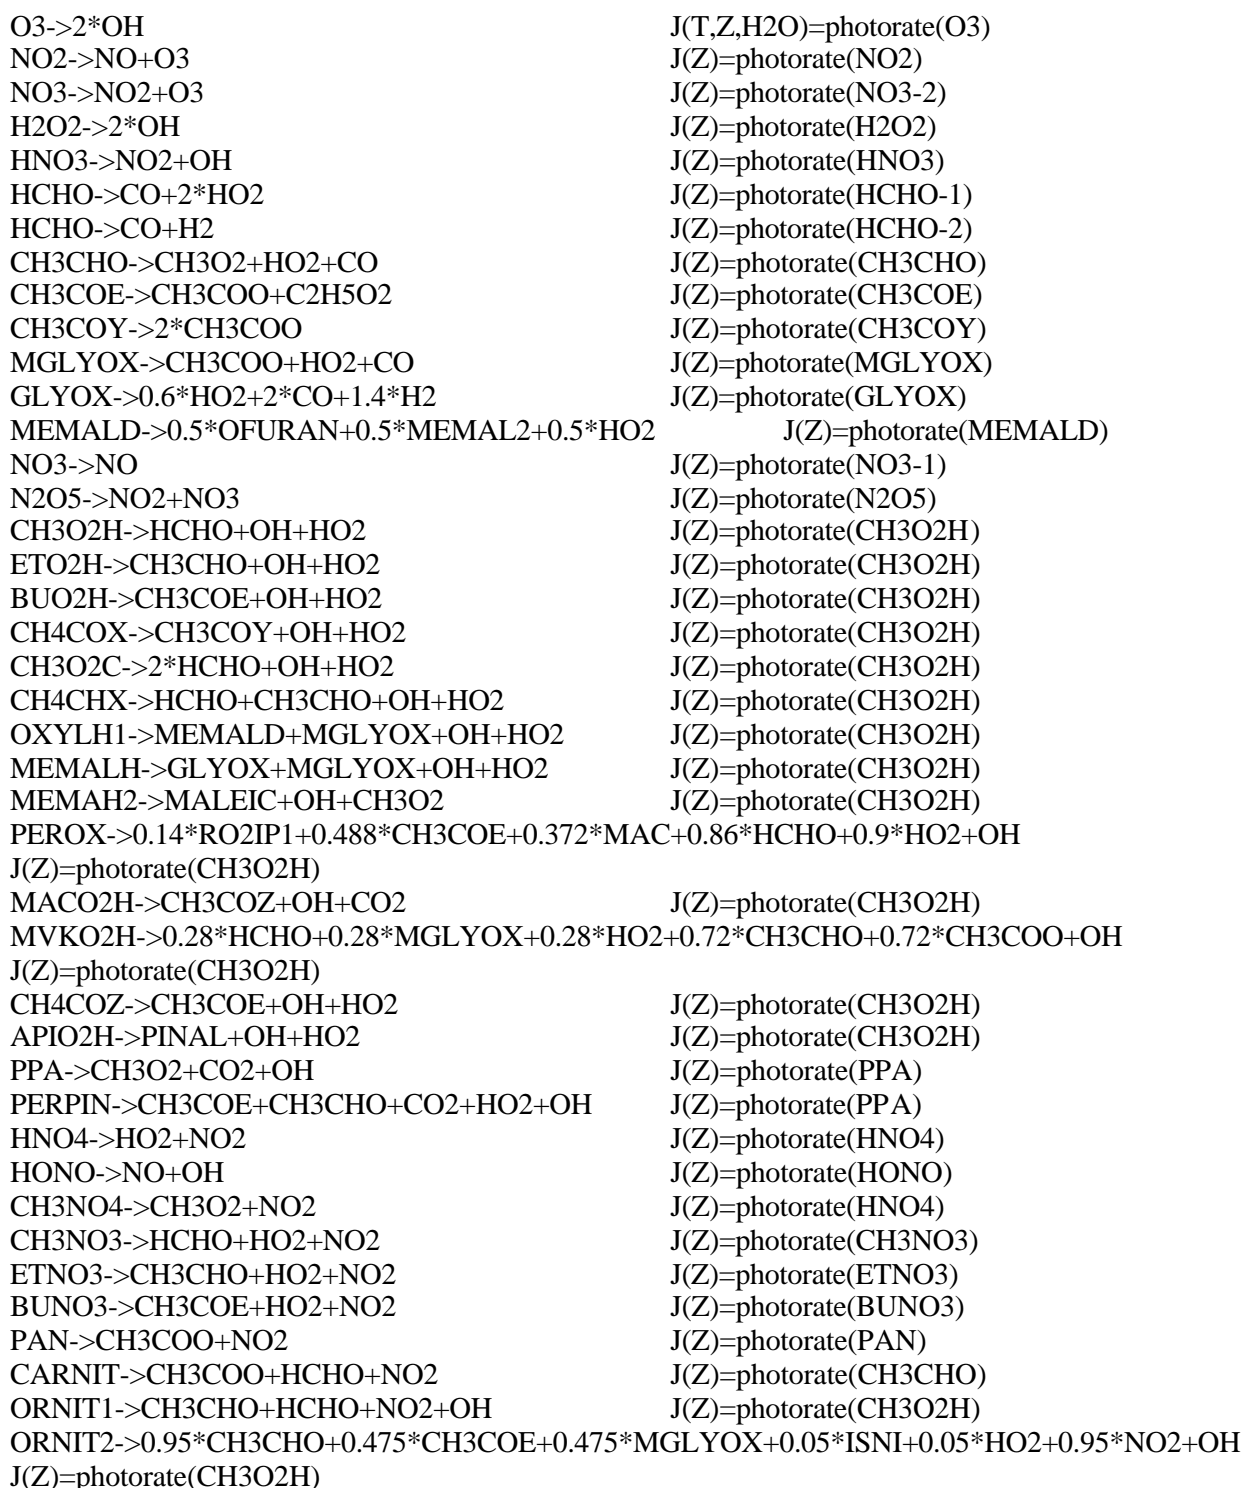 O3->2*OH J(T,Z,H2O)=photorate(O3)
NO2->NO+O3 J(Z)=photorate(NO2)
NO3->NO2+O3 J(Z)=photorate(NO3-2)
H2O2->2*OH J(Z)=photorate(H2O2)
HNO3->NO2+OH J(Z)=photorate(HNO3)
HCHO->CO+2*HO2 J(Z)=photorate(HCHO-1)
HCHO->CO+H2 J(Z)=photorate(HCHO-2)
CH3CHO->CH3O2+HO2+CO J(Z)=photorate(CH3CHO)
CH3COE->CH3COO+C2H5O2 J(Z)=photorate(CH3COE)
CH3COY->2*CH3COO J(Z)=photorate(CH3COY)
MGLYOX->CH3COO+HO2+CO J(Z)=photorate(MGLYOX)
GLYOX->0.6*HO2+2*CO+1.4*H2 J(Z)=photorate(GLYOX)
MEMALD->0.5*OFURAN+0.5*MEMAL2+0.5*HO2 J(Z)=photorate(MEMALD)
NO3->NO J(Z)=photorate(NO3-1)
N2O5->NO2+NO3 J(Z)=photorate(N2O5)
CH3O2H->HCHO+OH+HO2 J(Z)=photorate(CH3O2H)
ETO2H->CH3CHO+OH+HO2 J(Z)=photorate(CH3O2H)
BUO2H->CH3COE+OH+HO2 J(Z)=photorate(CH3O2H)
CH4COX->CH3COY+OH+HO2 J(Z)=photorate(CH3O2H)
CH3O2C->2*HCHO+OH+HO2 J(Z)=photorate(CH3O2H)
CH4CHX->HCHO+CH3CHO+OH+HO2 J(Z)=photorate(CH3O2H)
OXYLH1->MEMALD+MGLYOX+OH+HO2 J(Z)=photorate(CH3O2H)
MEMALH->GLYOX+MGLYOX+OH+HO2 J(Z)=photorate(CH3O2H)
MEMAH2->MALEIC+OH+CH3O2 J(Z)=photorate(CH3O2H)
PEROX->0.14*RO2IP1+0.488*CH3COE+0.372*MAC+0.86*HCHO+0.9*HO2+OH
J(Z)=photorate(CH3O2H)
MACO2H->CH3COZ+OH+CO2 J(Z)=photorate(CH3O2H)
MVKO2H->0.28*HCHO+0.28*MGLYOX+0.28*HO2+0.72*CH3CHO+0.72*CH3COO+OH
J(Z)=photorate(CH3O2H)
CH4COZ->CH3COE+OH+HO2 J(Z)=photorate(CH3O2H)
APIO2H->PINAL+OH+HO2 J(Z)=photorate(CH3O2H)
PPA->CH3O2+CO2+OH J(Z)=photorate(PPA)
PERPIN->CH3COE+CH3CHO+CO2+HO2+OH J(Z)=photorate(PPA)
HNO4->HO2+NO2 J(Z)=photorate(HNO4)
HONO->NO+OH J(Z)=photorate(HONO)
CH3NO4->CH3O2+NO2 J(Z)=photorate(HNO4)
CH3NO3->HCHO+HO2+NO2 J(Z)=photorate(CH3NO3)
ETNO3->CH3CHO+HO2+NO2 J(Z)=photorate(ETNO3)
BUNO3->CH3COE+HO2+NO2 J(Z)=photorate(BUNO3)
PAN->CH3COO+NO2 J(Z)=photorate(PAN)
CARNIT->CH3COO+HCHO+NO2 J(Z)=photorate(CH3CHO)
ORNIT1->CH3CHO+HCHO+NO2+OH J(Z)=photorate(CH3O2H)
ORNIT2->0.95*CH3CHO+0.475*CH3COE+0.475*MGLYOX+0.05*ISNI+0.05*HO2+0.95*NO2+OH
J(Z)=photorate(CH3O2H)